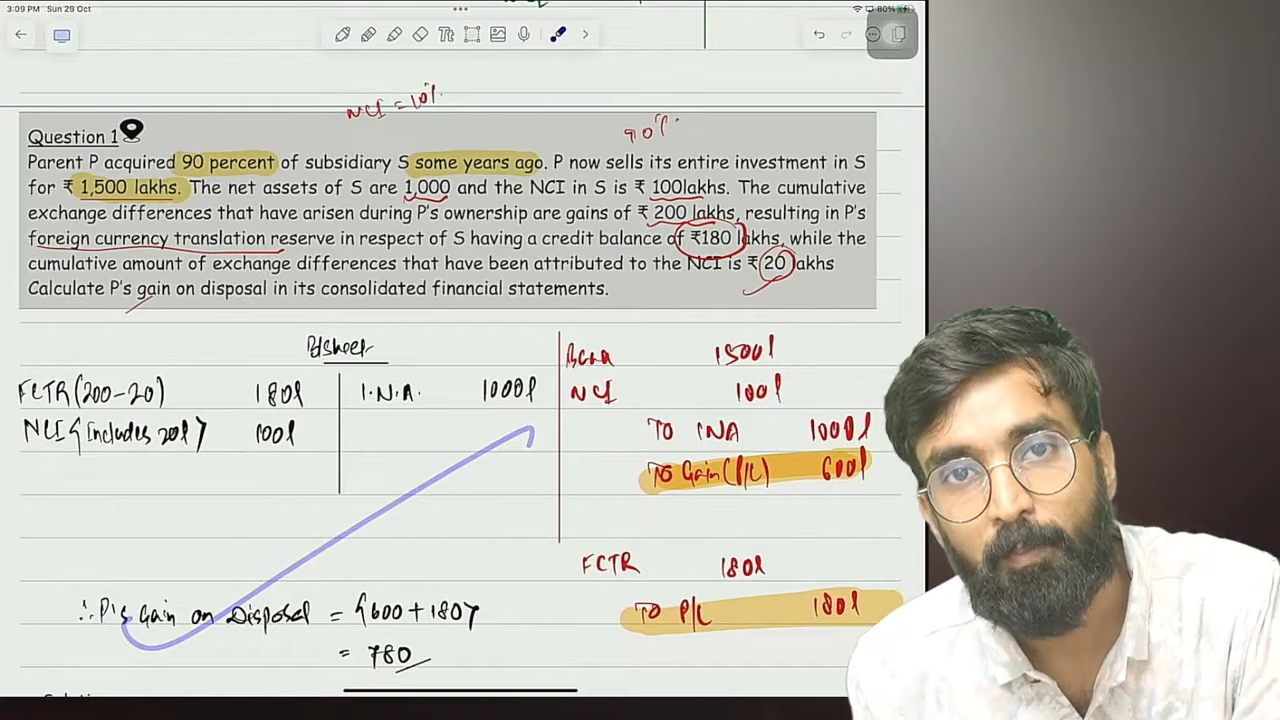 3:09 PM Sun 29 Oct
80%
NCI = 10%
Question 1
90%
Parent P acquired 90 percent of subsidiary S some years ago. P now sells its entire investment in S
for ₹ 1,500 lakhs. The net assets of S are 1,000 and the NCI in S is ₹ 100lakhs. The cumulative
exchange differences that have arisen during P's ownership are gains of ₹ 200 lakhs, resulting in P's
foreign currency translation reserve in respect of S having a credit balance of ₹180 lakhs, while the
cumulative amount of exchange differences that have been attributed to the NCI is ₹ 20 lakhs
Calculate P's gain on disposal in its consolidated financial statements.
B/sheet
FCTR (200-20) 180l I.N.A. 1000l
NCI {Includes 20l} 100l
Bank 1500l
NCI 100l
To INA 1000l
To Gain (P/L) 600l
FCTR 180l
To P/L 180l
∴ P's Gain on Disposal = {600 + 180}
= 780